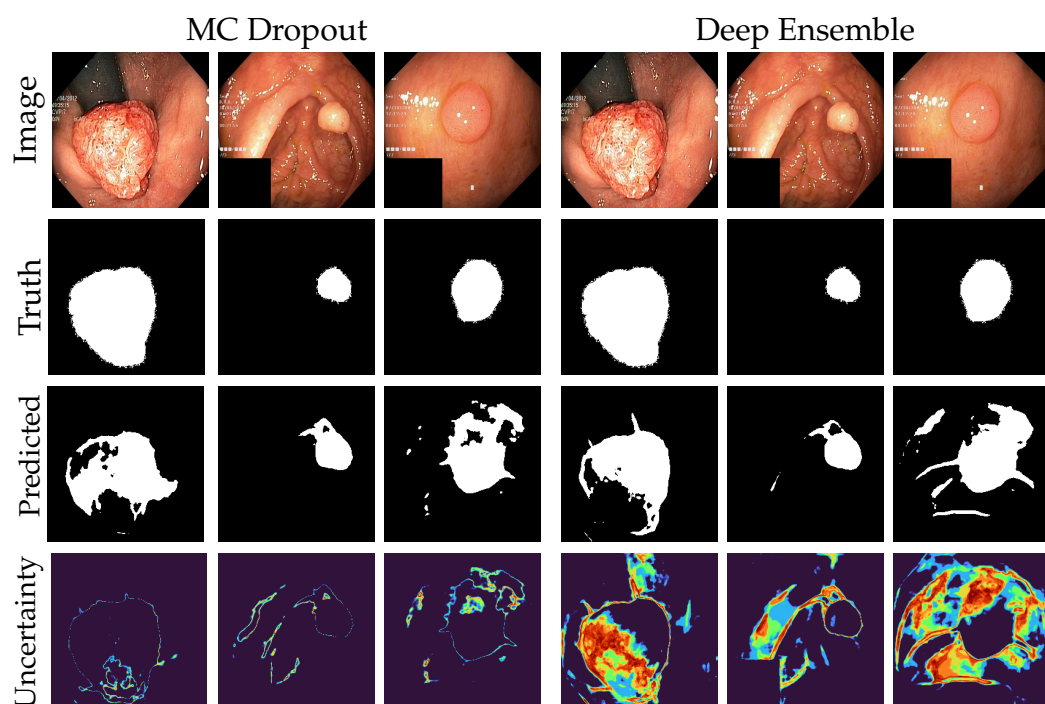 MC Dropout
Deep Ensemble
Image
Truth
Predicted
Uncertainty